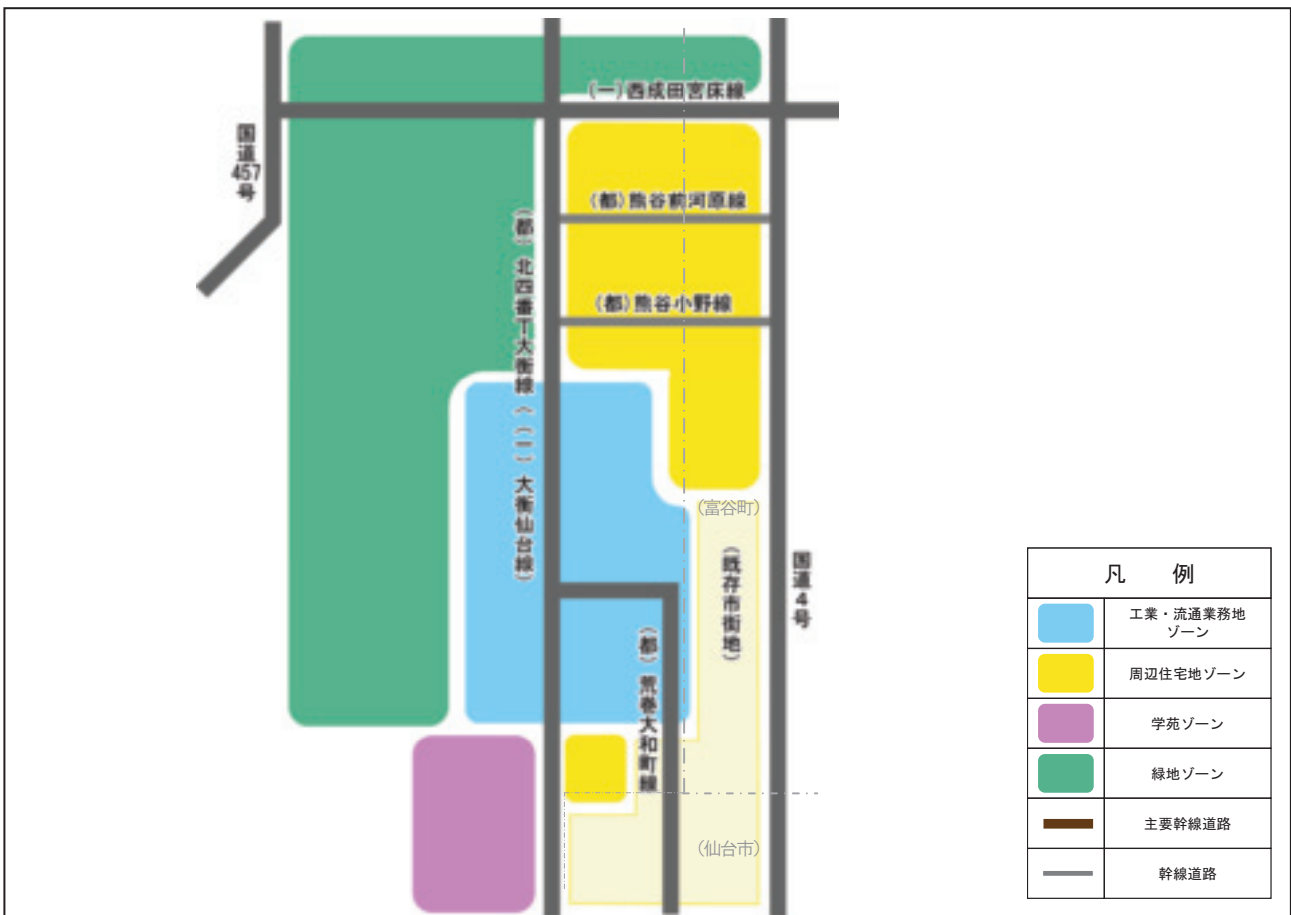 (一)西成田宮床線
国道457号
(都)熊谷前河原線
(都)熊谷小野線
(都)北四番丁大衡線((一)大衡仙台線)
(富谷町)
(既存市街地)
国道4号
(都)荒巻大和町線
(仙台市)
凡 例
工業・流通業務地
ゾーン
周辺住宅地ゾーン
学苑ゾーン
緑地ゾーン
主要幹線道路
幹線道路